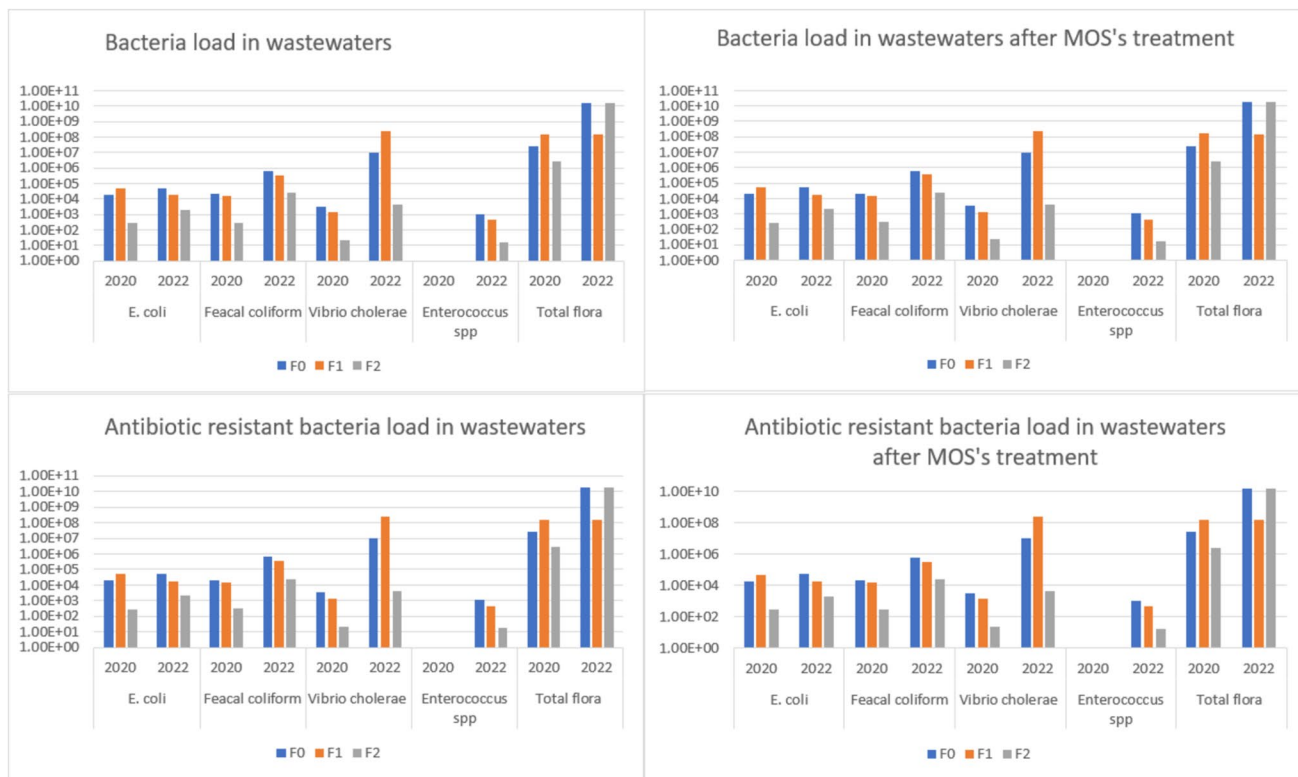 Bacteria load in wastewaters
1.00E+11
1.00E+10
1.00E+09
1.00E+08
1.00E+07
1.00E+06
1.00E+05
1.00E+04
1.00E+03
1.00E+02
1.00E+01
1.00E+00
2020 2022 2020 2022 2020 2022 2020 2022 2020 2022
E. coli Feacal coliform Vibrio cholerae Enterococcus Total flora
spp
F0 F1 F2
Bacteria load in wastewaters after MOS's treatment
1.00E+11
1.00E+10
1.00E+09
1.00E+08
1.00E+07
1.00E+06
1.00E+05
1.00E+04
1.00E+03
1.00E+02
1.00E+01
1.00E+00
2020 2022 2020 2022 2020 2022 2020 2022 2020 2022
E. coli Feacal coliform Vibrio cholerae Enterococcus Total flora
spp
F0 F1 F2
Antibiotic resistant bacteria load in wastewaters
1.00E+11
1.00E+10
1.00E+09
1.00E+08
1.00E+07
1.00E+06
1.00E+05
1.00E+04
1.00E+03
1.00E+02
1.00E+01
1.00E+00
2020 2022 2020 2022 2020 2022 2020 2022 2020 2022
E. coli Feacal coliform Vibrio cholerae Enterococcus Total flora
spp
F0 F1 F2
Antibiotic resistant bacteria load in wastewaters
after MOS's treatment
1.00E+10
1.00E+08
1.00E+06
1.00E+04
1.00E+02
1.00E+00
2020 2022 2020 2022 2020 2022 2020 2022 2020 2022
E. coli Feacal coliform Vibrio cholerae Enterococcus Total flora
spp
F0 F1 F2